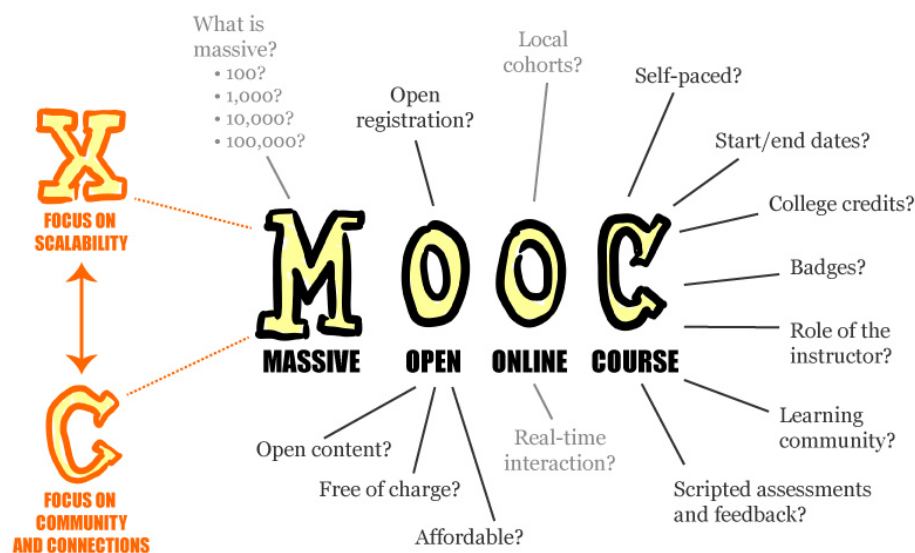 What is
massive?
• 100?
• 1,000?
• 10,000?
• 100,000?
Open
registration?
Local
cohorts?
Self-paced?
Start/end dates?
College credits?
Badges?
Role of the
instructor?
Learning
community?
Scripted assessments
and feedback?
X
FOCUS ON
SCALABILITY
C
FOCUS ON
COMMUNITY
AND CONNECTIONS
MOOC
MASSIVE OPEN ONLINE COURSE
Open content?
Free of charge?
Affordable?
Real-time
interaction?